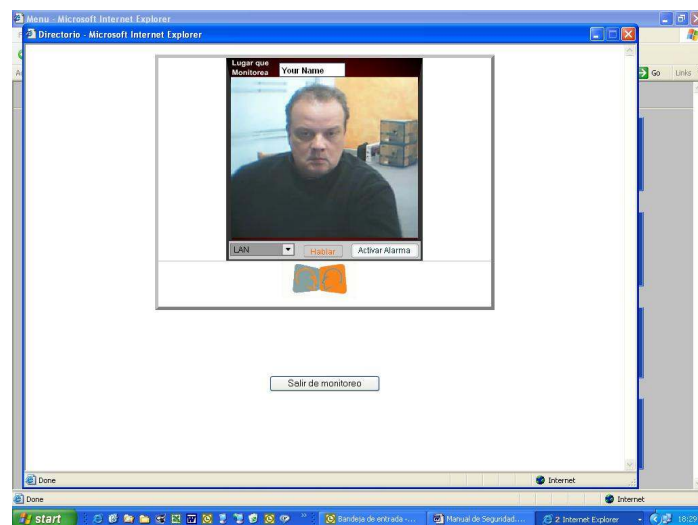 Menu - Microsoft Internet Explorer
Directorio - Microsoft Internet Explorer
Go Links
Lugar que
Monitorea
Your Name
LAN
Hablar
Activar Alarma
Salir de monitoreo
Done
Internet
Done
Internet
start
Bandeja de entrada -...
Manual de Seguridad....
2 Internet Explorer